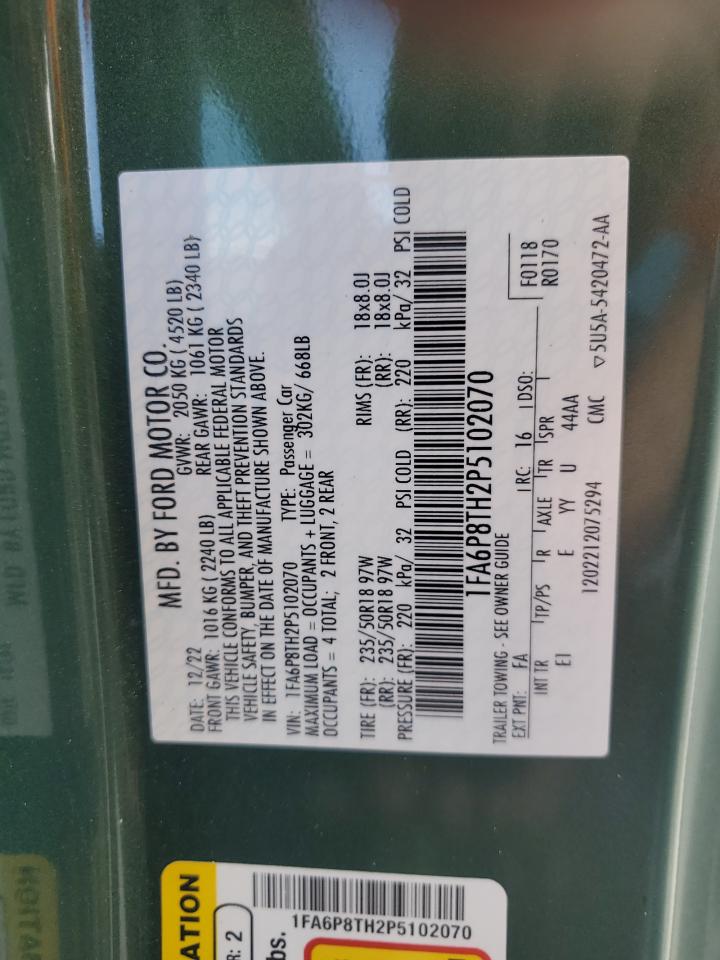 MFD. BY FORD MOTOR CO.
DATE: 12/22 GVWR: 2050 KG ( 4520 LB)
FRONT GAWR: 1016 KG ( 2240 LB) REAR GAWR: 1061 KG ( 2340 LB)
THIS VEHICLE CONFORMS TO ALL APPLICABLE FEDERAL MOTOR
VEHICLE SAFETY, BUMPER, AND THEFT PREVENTION STANDARDS
IN EFFECT ON THE DATE OF MANUFACTURE SHOWN ABOVE.
VIN: 1FA6P8TH2P5102070 TYPE: Passenger Car
MAXIMUM LOAD = OCCUPANTS + LUGGAGE = 302KG/ 668LB
OCCUPANTS = 4 TOTAL; 2 FRONT, 2 REAR
TIRE (FR): 235/50R18 97W RIMS (FR): 18x8.0J
(RR): 235/50R18 97W (RR): 18x8.0J
PRESSURE (FR): 220 kPa/ 32 PSI COLD (RR): 220 kPa/ 32 PSI COLD
1FA6P8TH2P5102070
TRAILER TOWING - SEE OWNER GUIDE F0118
EXT PNT: FA RC: 16 DSO: R0170
INT TR TP/PS R AXLE TR SPR
EI E YY U 44AA
1202212075294 CMC ▽5U5A-5420472-AA
ATION
R: 2
bs.
1FA6P8TH2P5102070